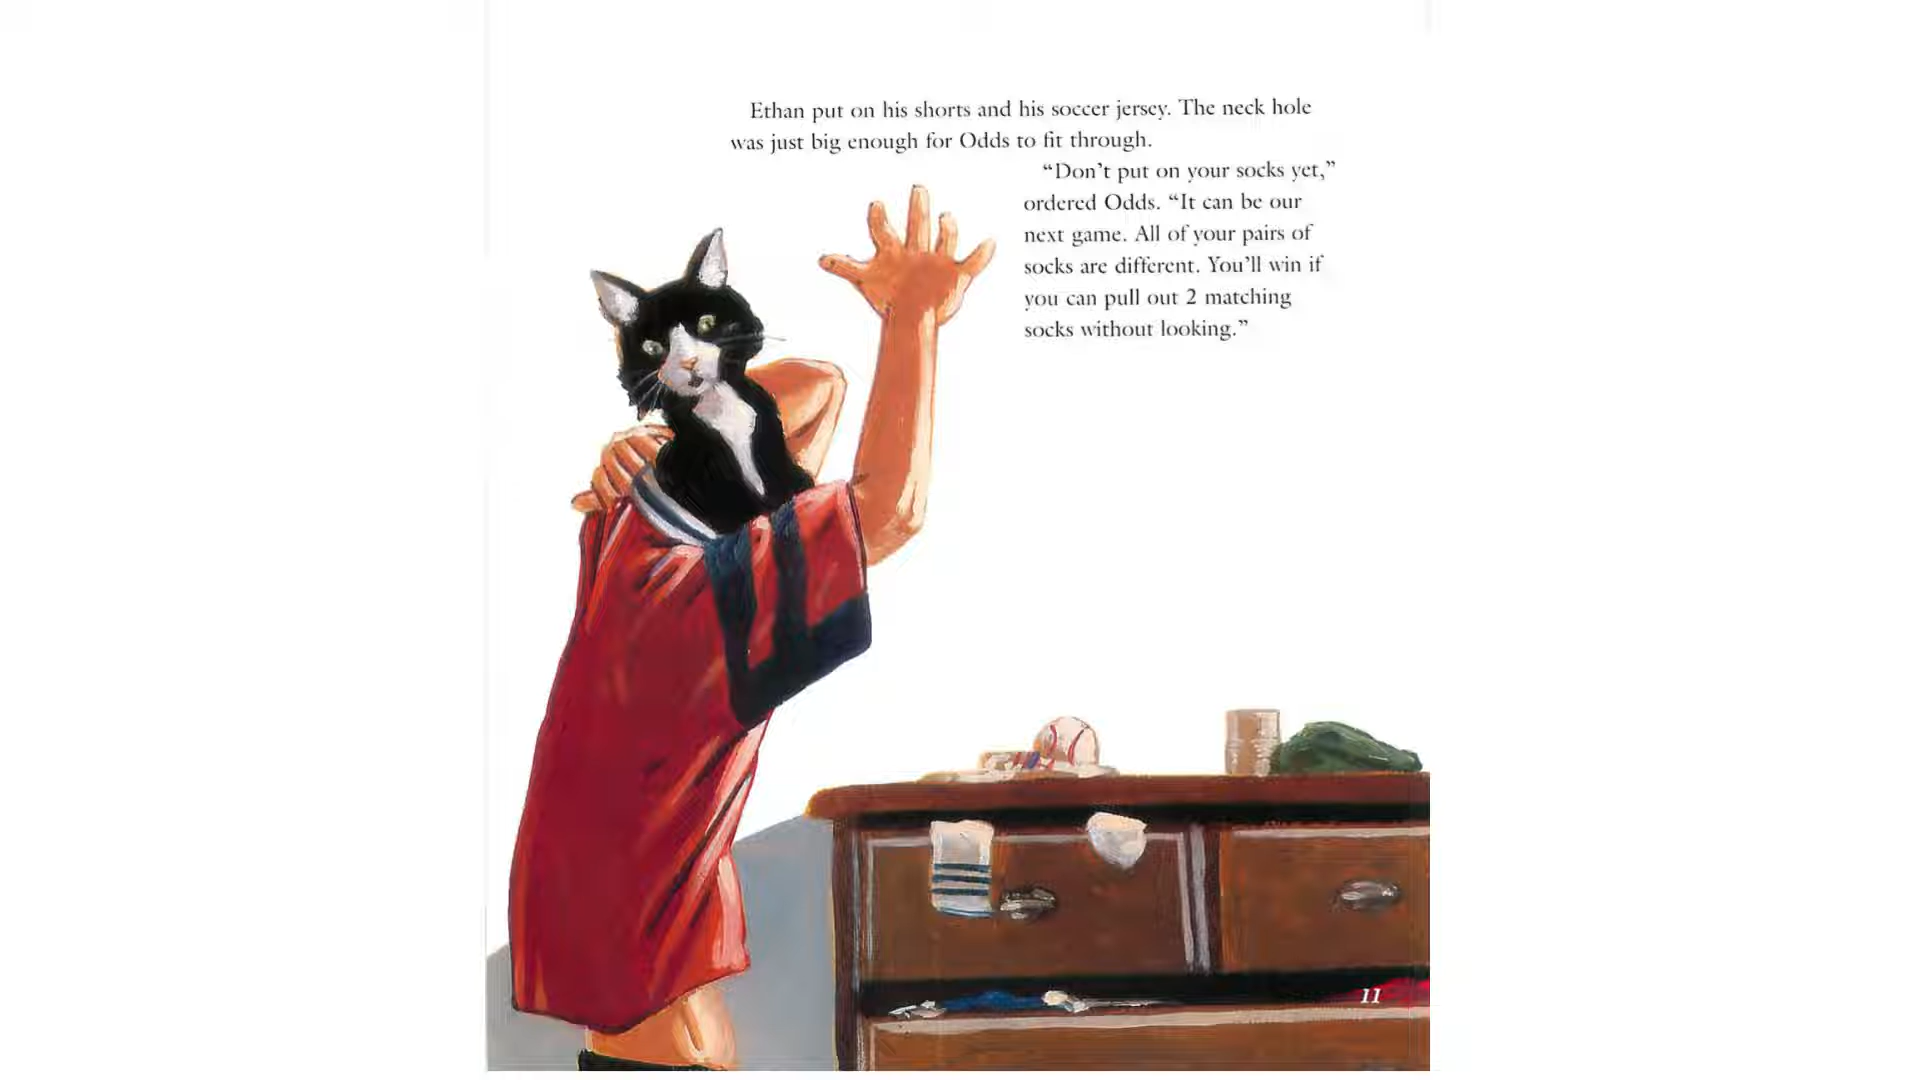 Ethan put on his shorts and his soccer jersey. The neck hole
was just big enough for Odds to fit through.
“Don’t put on your socks yet,”
ordered Odds. “It can be our
next game. All of your pairs of
socks are different. You’ll win if
you can pull out 2 matching
socks without looking.”
11